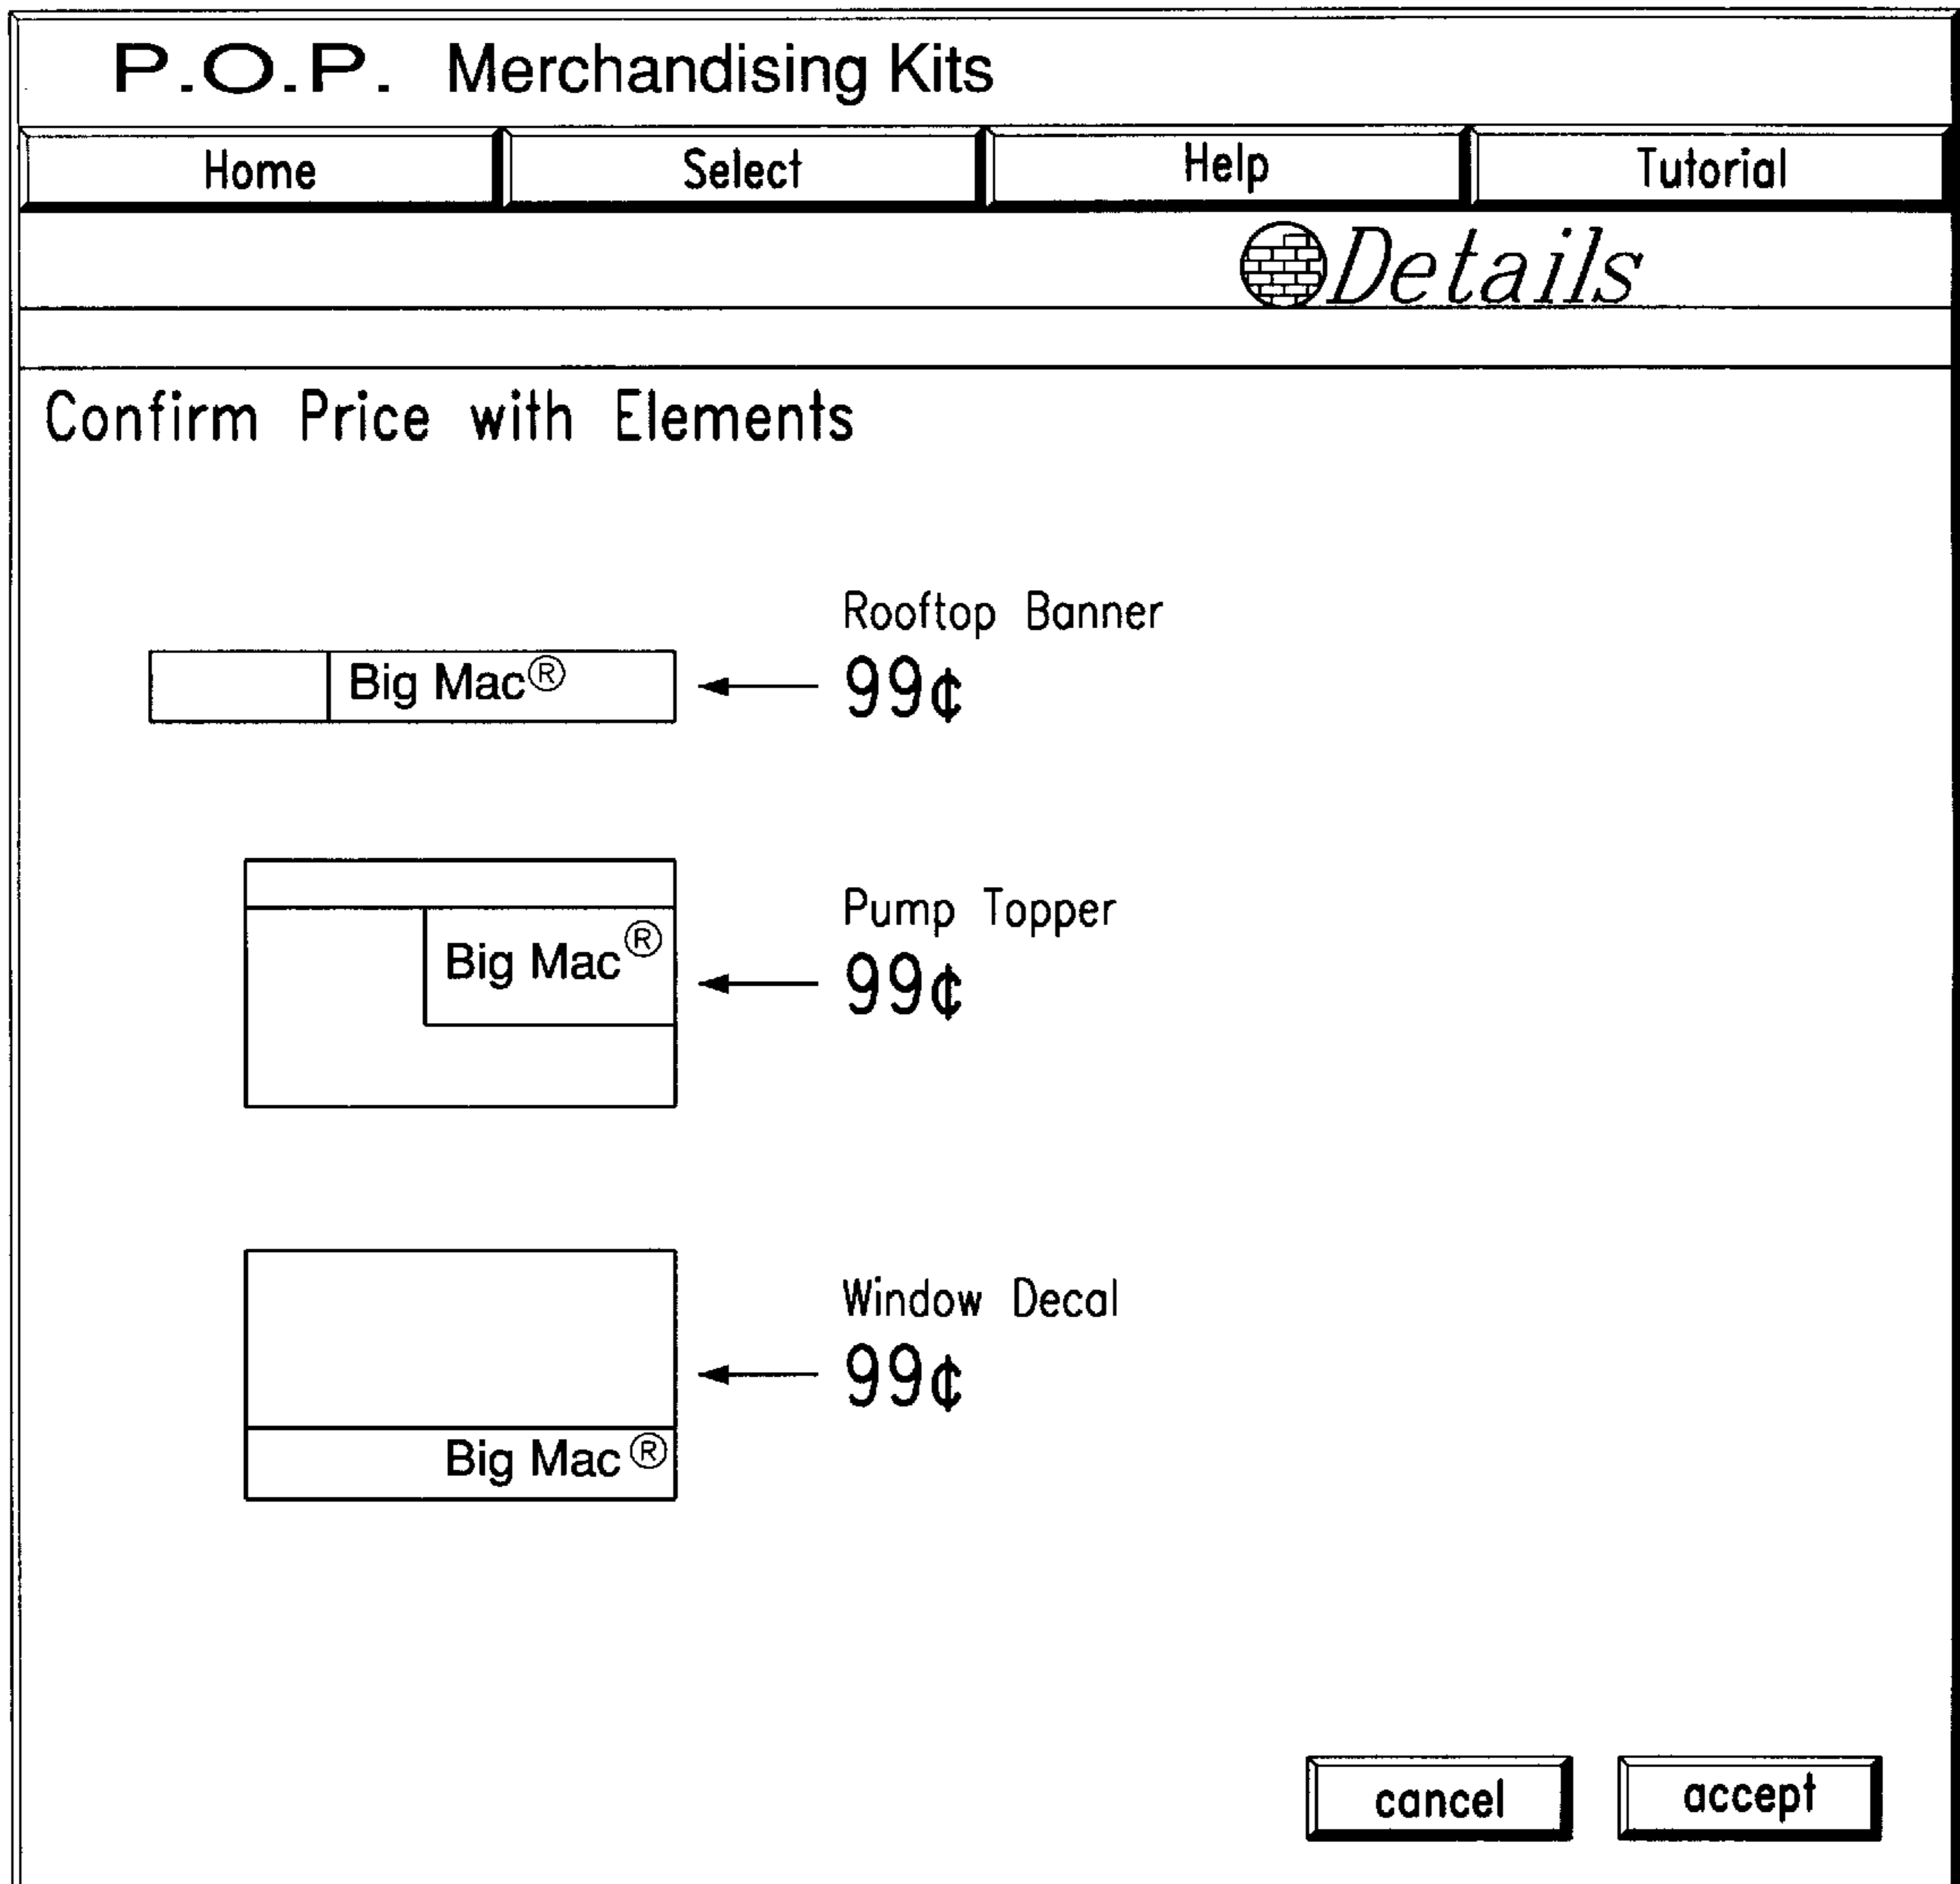 P.O.P. Merchandising Kits
Home Select Help Tutorial
Details
Confirm Price with Elements
Rooftop Banner
Big Mac® 99¢
Pump Topper
Big Mac® 99¢
Window Decal
99¢
Big Mac®
cancel accept